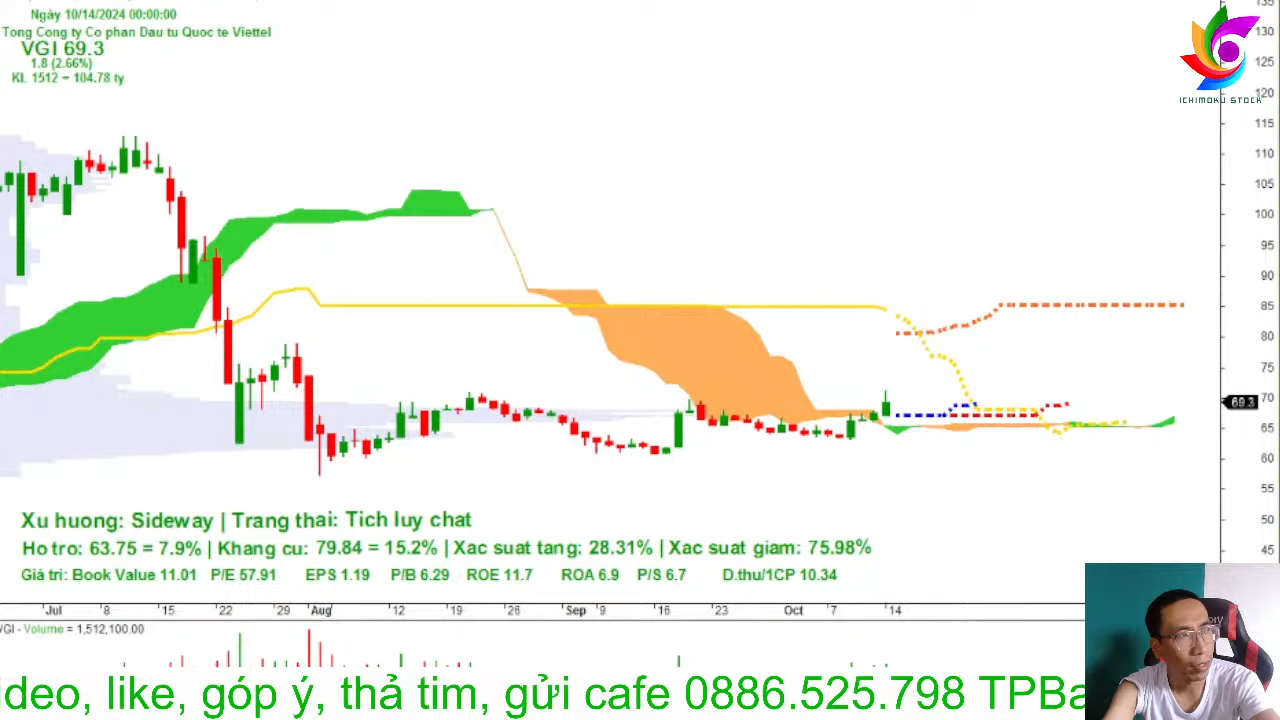 Ngày 10/14/2024 00:00:00
Tong Cong ty Co phan Dau tu Quoc te Viettel
VGI 69.3
1.8 (2.66%)
KL 1512 = 104.78 ty
ICHIMOKU STOCK
135
130
125
120
115
110
105
100
95
90
85
80
75
70
69.3
65
60
55
50
45
Xu huong: Sideway | Trang thai: Tich luy chat
Ho tro: 63.75 = 7.9% | Khang cu: 79.84 = 15.2% | Xac suat tang: 28.31% | Xac suat giam: 75.98%
Giá trị: Book Value 11.01 P/E 57.91 EPS 1.19 P/B 6.29 ROE 11.7 ROA 6.9 P/S 6.7 D.thu/1CP 10.34
Jul 8 15 22 29 Aug 12 19 26 Sep 9 16 23 Oct 7 14
VGI - Volume = 1,512,100.00
ideo, like, góp ý, thả tim, gửi cafe 0886.525.798 TPBa